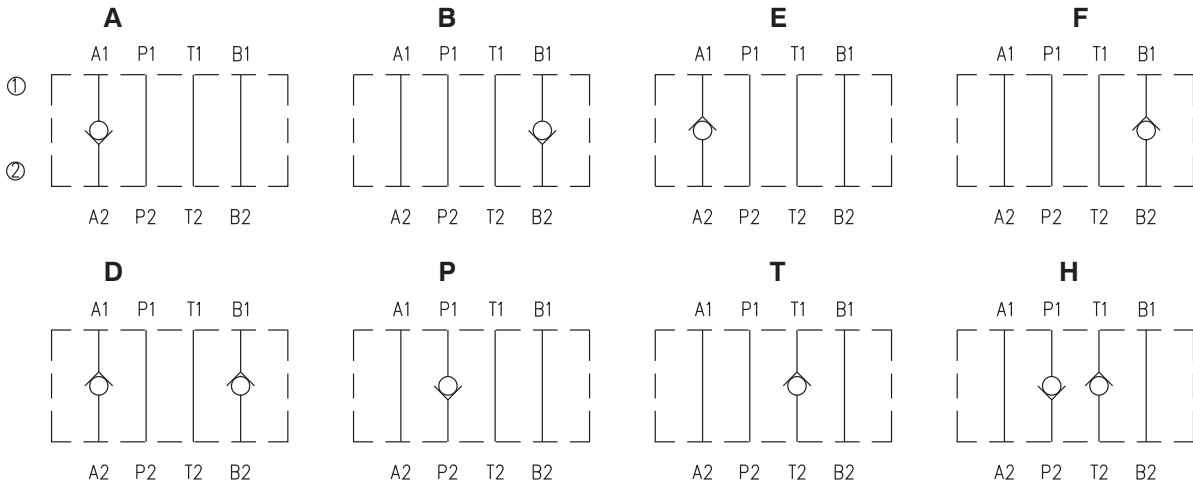 A B E F
A1 P1 T1 B1 A1 P1 T1 B1 A1 P1 T1 B1 A1 P1 T1 B1
①
②
A2 P2 T2 B2 A2 P2 T2 B2 A2 P2 T2 B2 A2 P2 T2 B2
D P T H
A1 P1 T1 B1 A1 P1 T1 B1 A1 P1 T1 B1 A1 P1 T1 B1
A2 P2 T2 B2 A2 P2 T2 B2 A2 P2 T2 B2 A2 P2 T2 B2